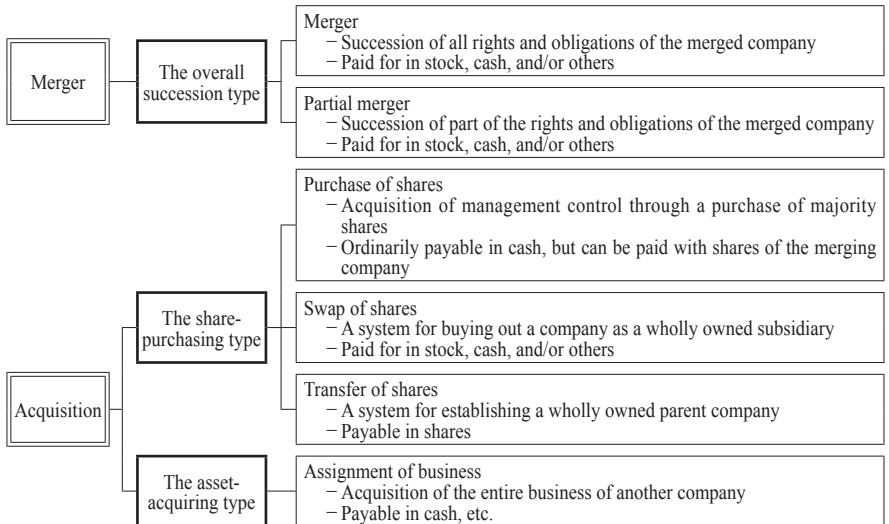 Merger
The overall
succession type
Merger
– Succession of all rights and obligations of the merged company
– Paid for in stock, cash, and/or others
Partial merger
– Succession of part of the rights and obligations of the merged company
– Paid for in stock, cash, and/or others
Acquisition
The share-
purchasing type
Purchase of shares
– Acquisition of management control through a purchase of majority
shares
– Ordinarily payable in cash, but can be paid with shares of the merging
company
Swap of shares
– A system for buying out a company as a wholly owned subsidiary
– Paid for in stock, cash, and/or others
Transfer of shares
– A system for establishing a wholly owned parent company
– Payable in shares
The asset-
acquiring type
Assignment of business
– Acquisition of the entire business of another company
– Payable in cash, etc.